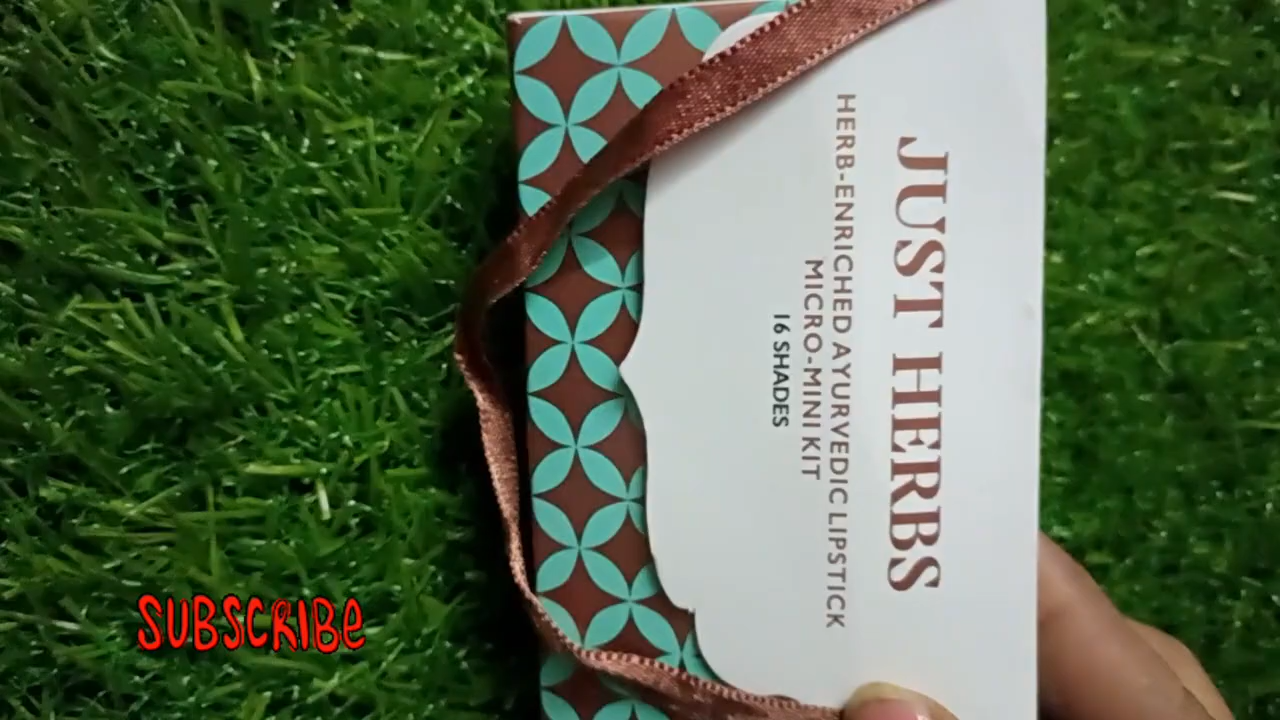 JUST HERBS
HERB-ENRICHED AYURVEDIC LIPSTICK
MICRO-MINI KIT
16 SHADES
SUBSCRIBE